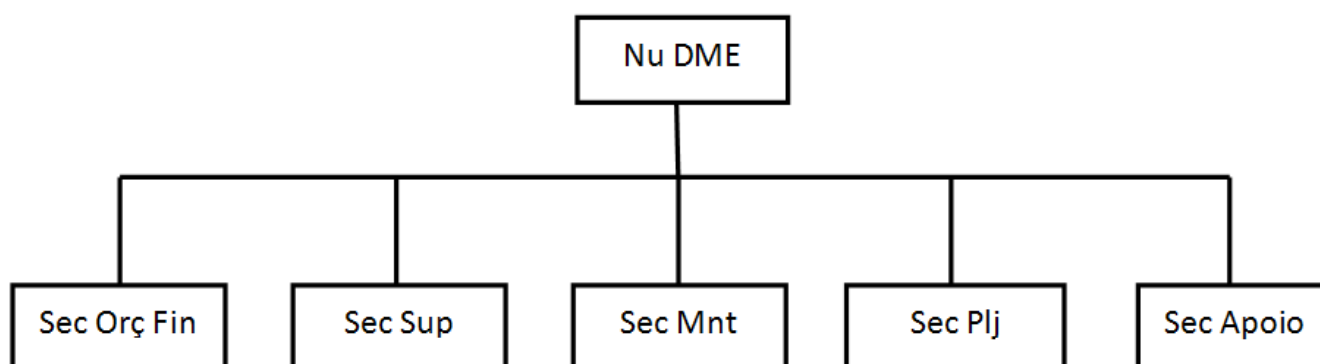 Nu DME
Sec Orç Fin
Sec Sup
Sec Mnt
Sec Plj
Sec Apoio